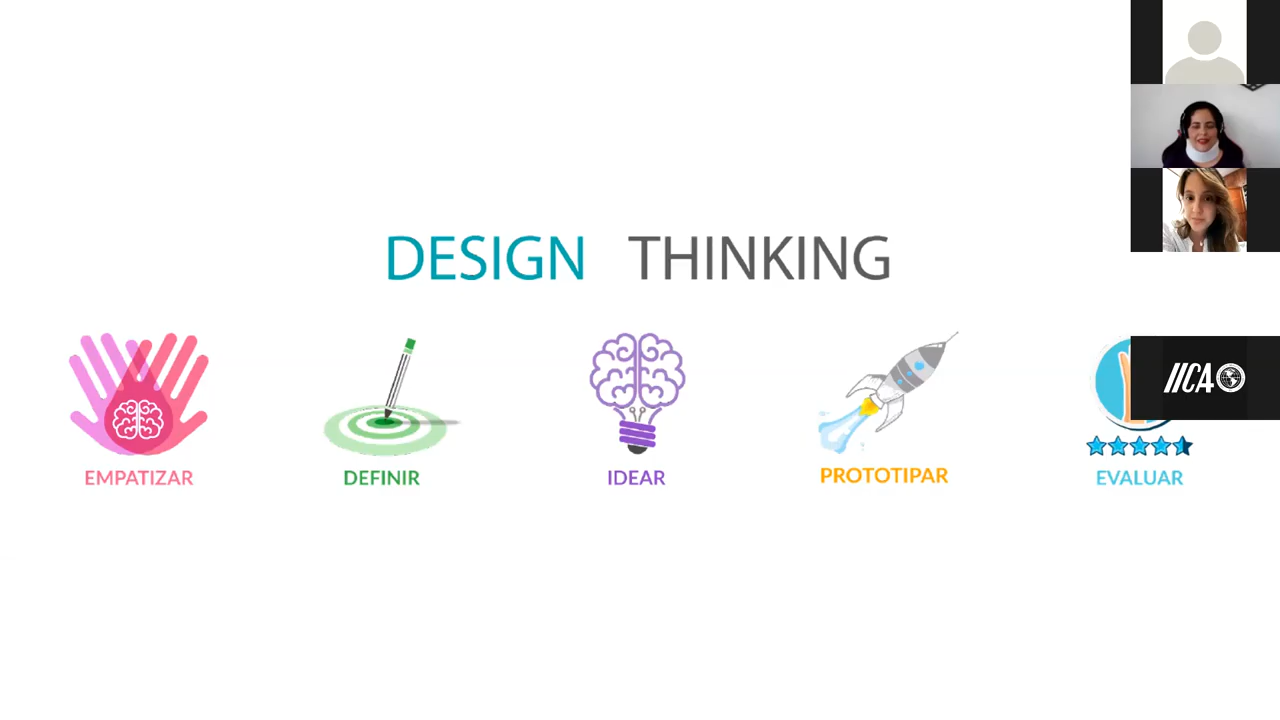 DESIGN THINKING
EMPATIZAR
DEFINIR
IDEAR
PROTOTIPAR
EVALUAR
IICA